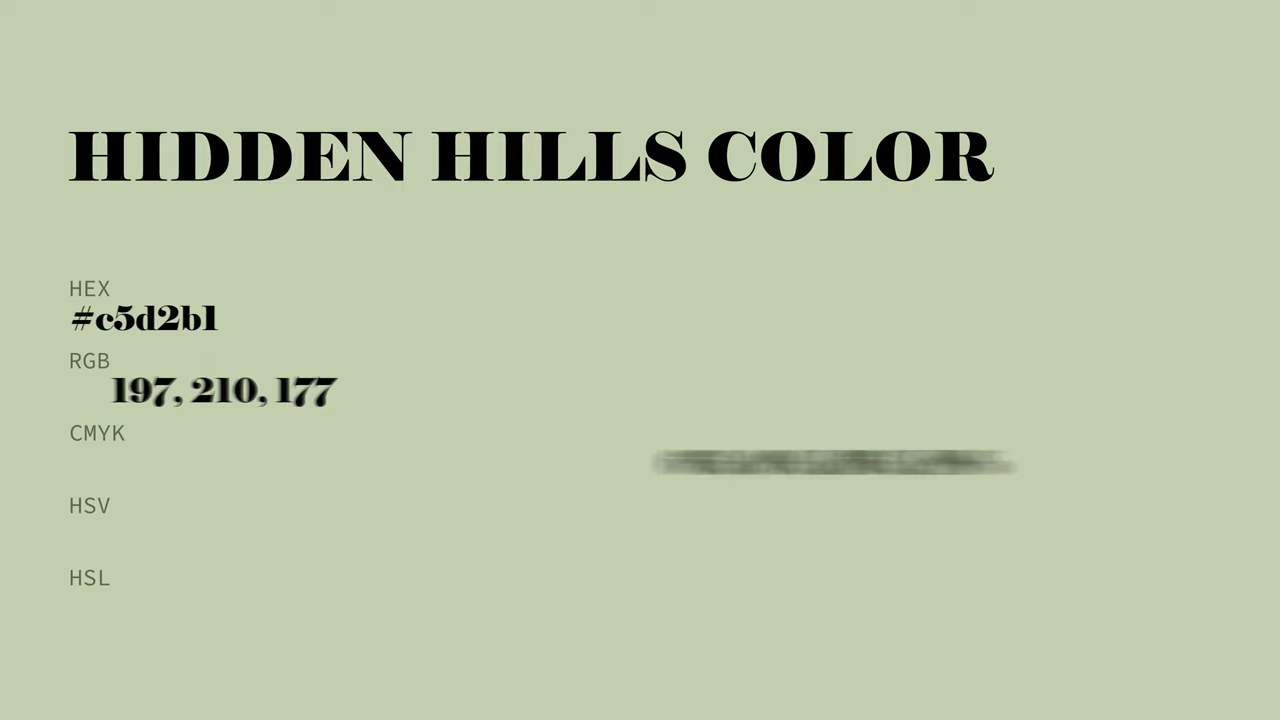 HIDDEN HILLS COLOR
HEX
#c5d2b1
RGB
197, 210, 177
CMYK
HSV
HSL